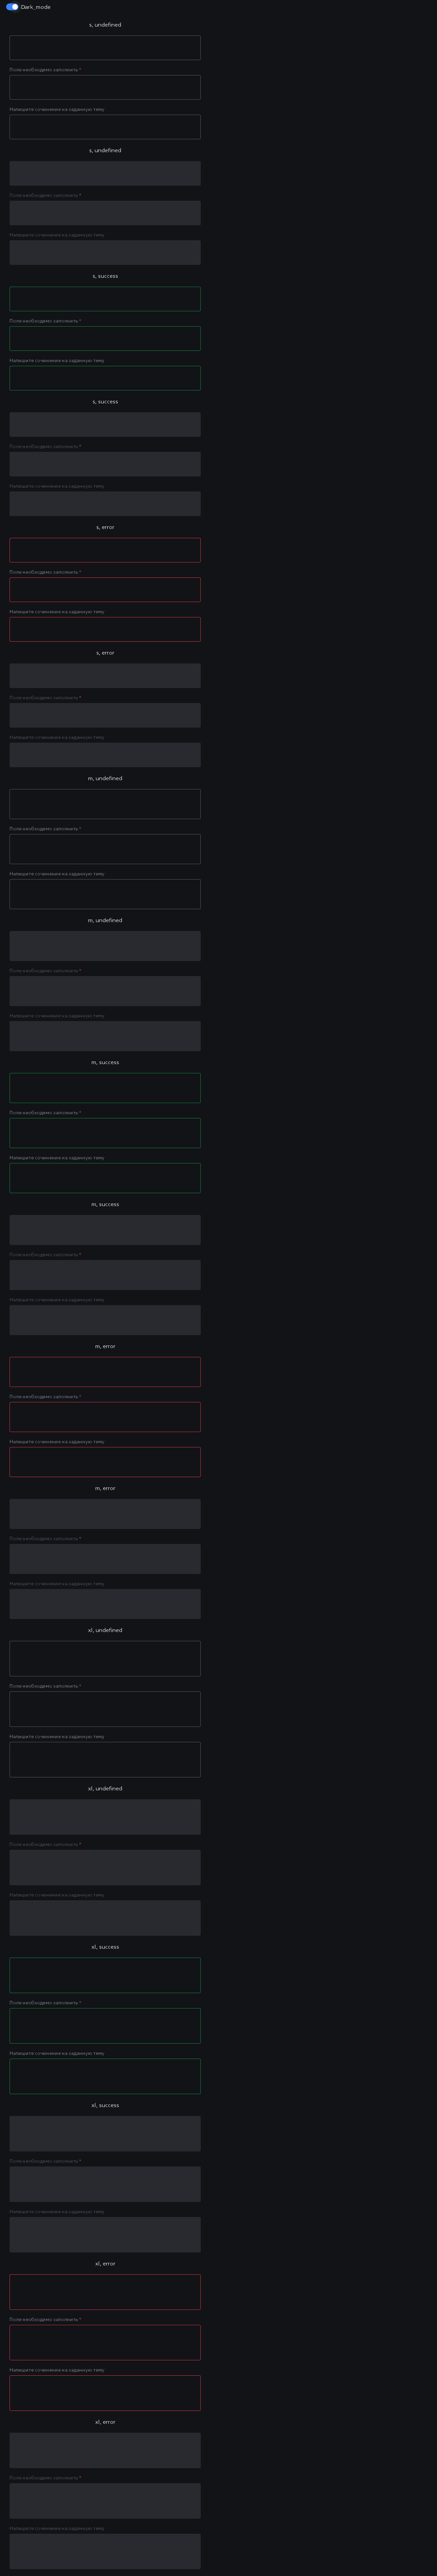 Dark_mode
s, undefined
Поле необходимо заполнить *
Напишите сочинение на заданную тему
s, undefined
Поле необходимо заполнить *
Напишите сочинение на заданную тему
s, success
Поле необходимо заполнить *
Напишите сочинение на заданную тему
s, success
Поле необходимо заполнить *
Напишите сочинение на заданную тему
s, error
Поле необходимо заполнить *
Напишите сочинение на заданную тему
s, error
Поле необходимо заполнить *
Напишите сочинение на заданную тему
m, undefined
Поле необходимо заполнить *
Напишите сочинение на заданную тему
m, undefined
Поле необходимо заполнить *
Напишите сочинение на заданную тему
m, success
Поле необходимо заполнить *
Напишите сочинение на заданную тему
m, success
Поле необходимо заполнить *
Напишите сочинение на заданную тему
m, error
Поле необходимо заполнить *
Напишите сочинение на заданную тему
m, error
Поле необходимо заполнить *
Напишите сочинение на заданную тему
xl, undefined
Поле необходимо заполнить *
Напишите сочинение на заданную тему
xl, undefined
Поле необходимо заполнить *
Напишите сочинение на заданную тему
xl, success
Поле необходимо заполнить *
Напишите сочинение на заданную тему
xl, success
Поле необходимо заполнить *
Напишите сочинение на заданную тему
xl, error
Поле необходимо заполнить *
Напишите сочинение на заданную тему
xl, error
Поле необходимо заполнить *
Напишите сочинение на заданную тему